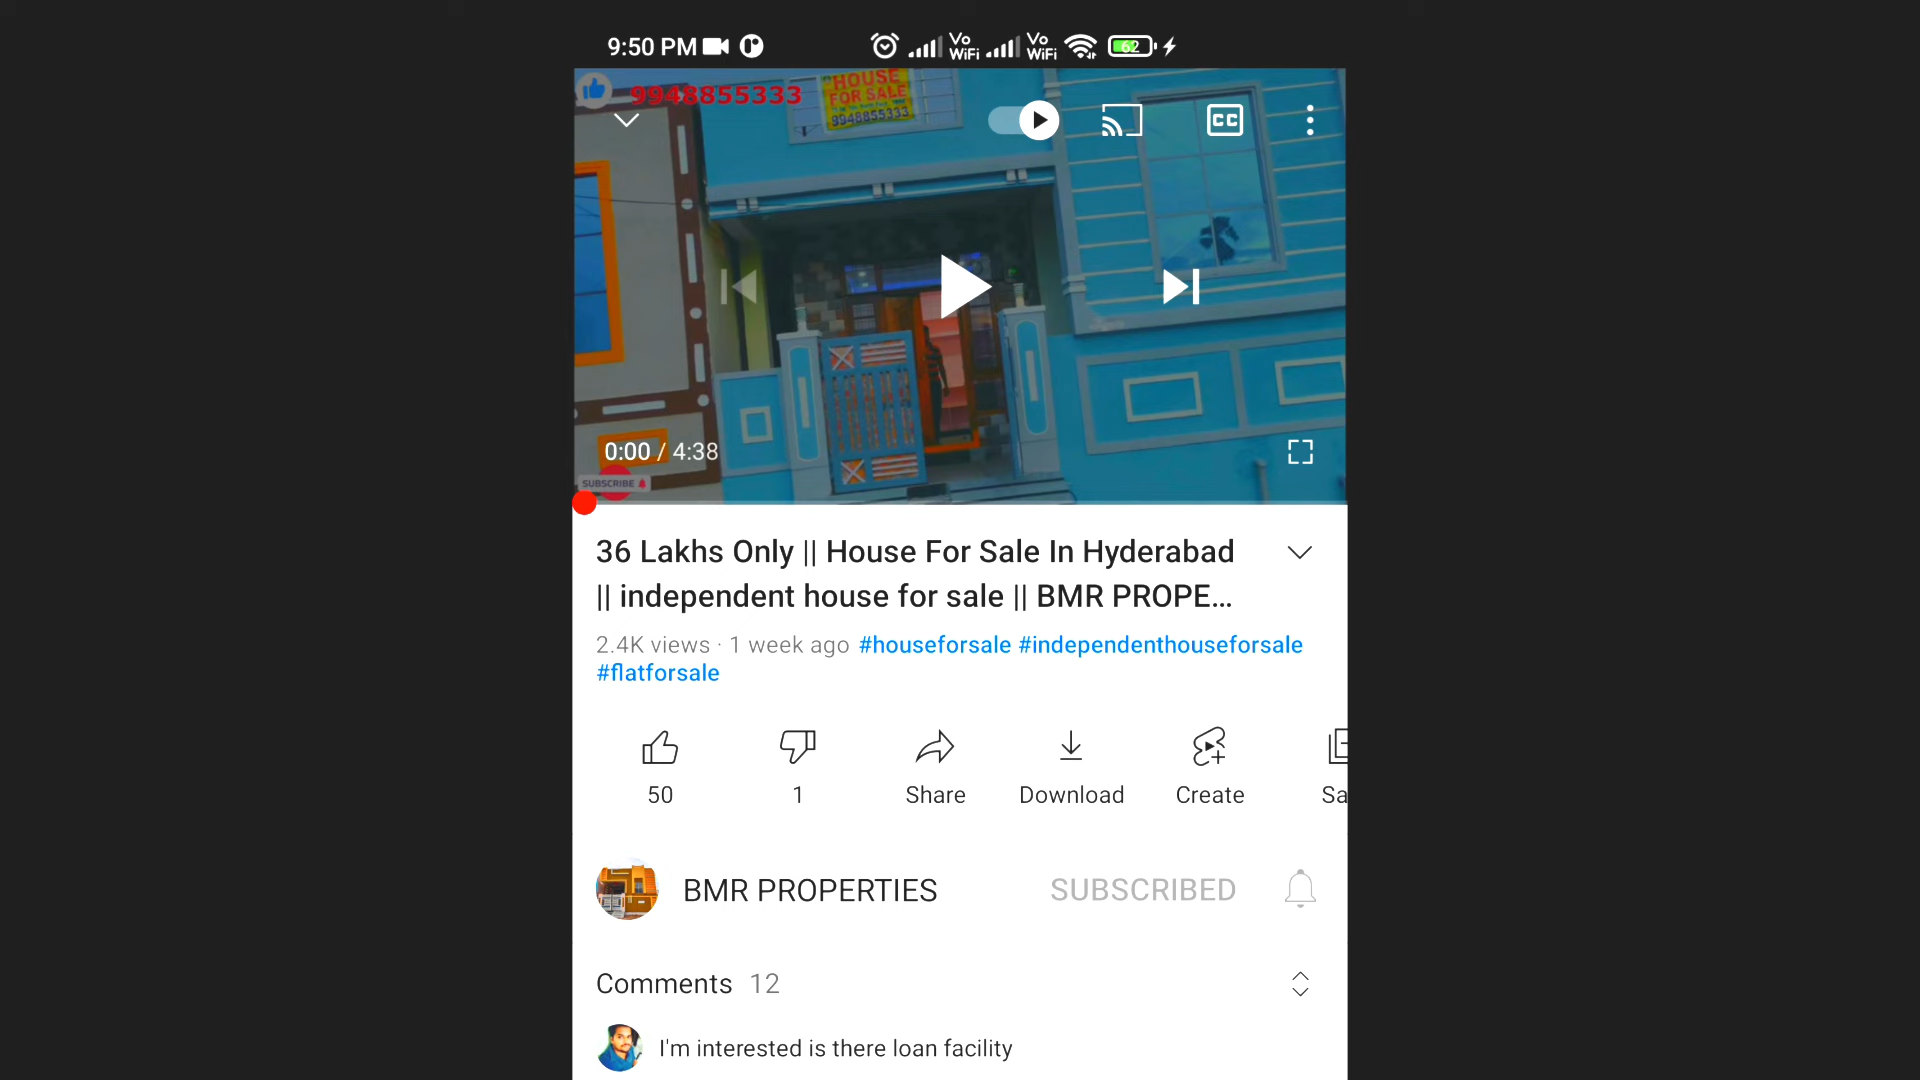 9:50 PM
Vo
WiFi
Vo
WiFi
62
9948855333
HOUSE
FOR SALE
9948855333
CC
0:00 / 4:38
SUBSCRIBE
36 Lakhs Only || House For Sale In Hyderabad
|| independent house for sale || BMR PROPE...
2.4K views · 1 week ago #houseforsale #independenthouseforsale
#flatforsale
50
1
Share
Download
Create
Sa
BMR PROPERTIES
SUBSCRIBED
Comments 12
I'm interested is there loan facility